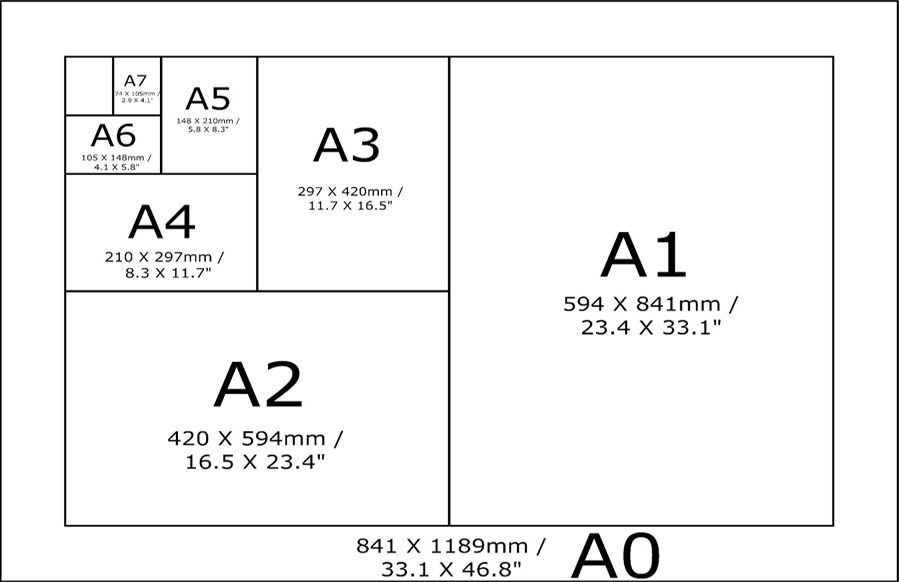 A7
74 X 105mm /
2.9 X 4.1"
A5
148 X 210mm /
5.8 X 8.3"
A6
105 X 148mm /
4.1 X 5.8"
A3
297 X 420mm /
11.7 X 16.5"
A4
210 X 297mm /
8.3 X 11.7"
A1
594 X 841mm /
23.4 X 33.1"
A2
420 X 594mm /
16.5 X 23.4"
841 X 1189mm /
33.1 X 46.8"
A0